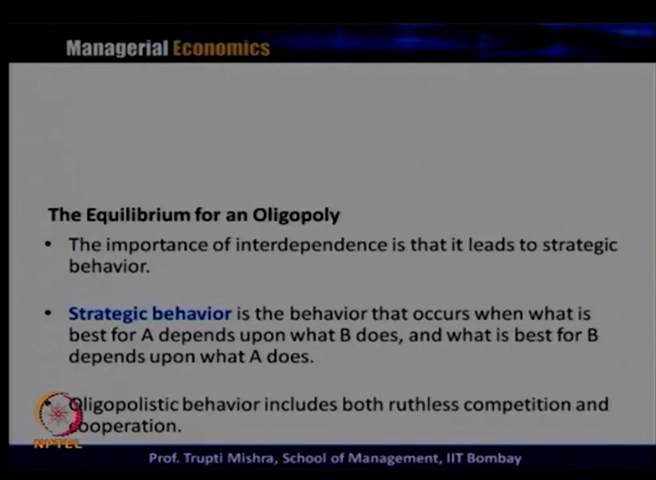 Managerial Economics
The Equilibrium for an Oligopoly
• The importance of interdependence is that it leads to strategic
behavior.
• Strategic behavior is the behavior that occurs when what is
best for A depends upon what B does, and what is best for B
depends upon what A does.
• Oligopolistic behavior includes both ruthless competition and
cooperation.
NPTEL
Prof. Trupti Mishra, School of Management, IIT Bombay